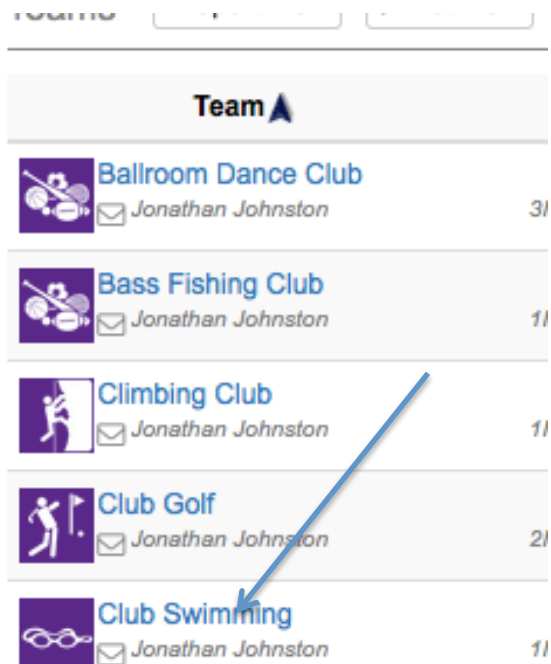 Teams
Team
Ballroom Dance Club
Jonathan Johnston
Bass Fishing Club
Jonathan Johnston
Climbing Club
Jonathan Johnston
Club Golf
Jonathan Johnston
Club Swimming
Jonathan Johnston